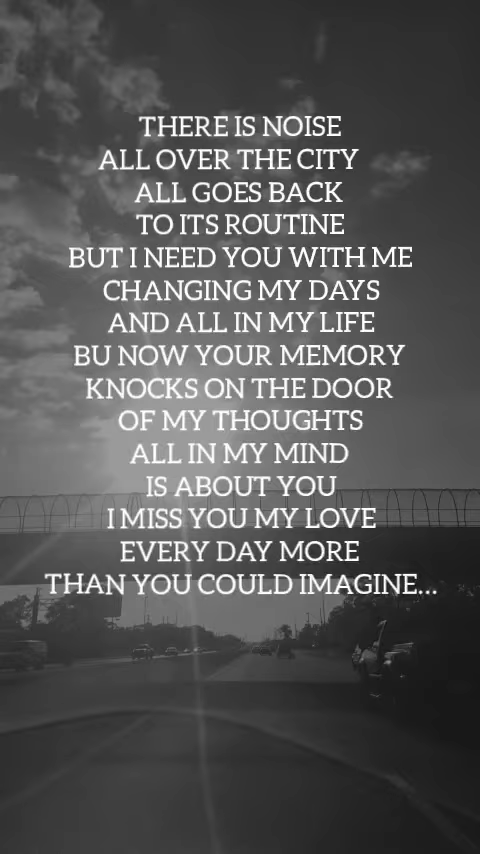 THERE IS NOISE
ALL OVER THE CITY
ALL GOES BACK
TO ITS ROUTINE
BUT I NEED YOU WITH ME
CHANGING MY DAYS
AND ALL IN MY LIFE
BU NOW YOUR MEMORY
KNOCKS ON THE DOOR
OF MY THOUGHTS
ALL IN MY MIND
IS ABOUT YOU
I MISS YOU MY LOVE
EVERY DAY MORE
THAN YOU COULD IMAGINE...